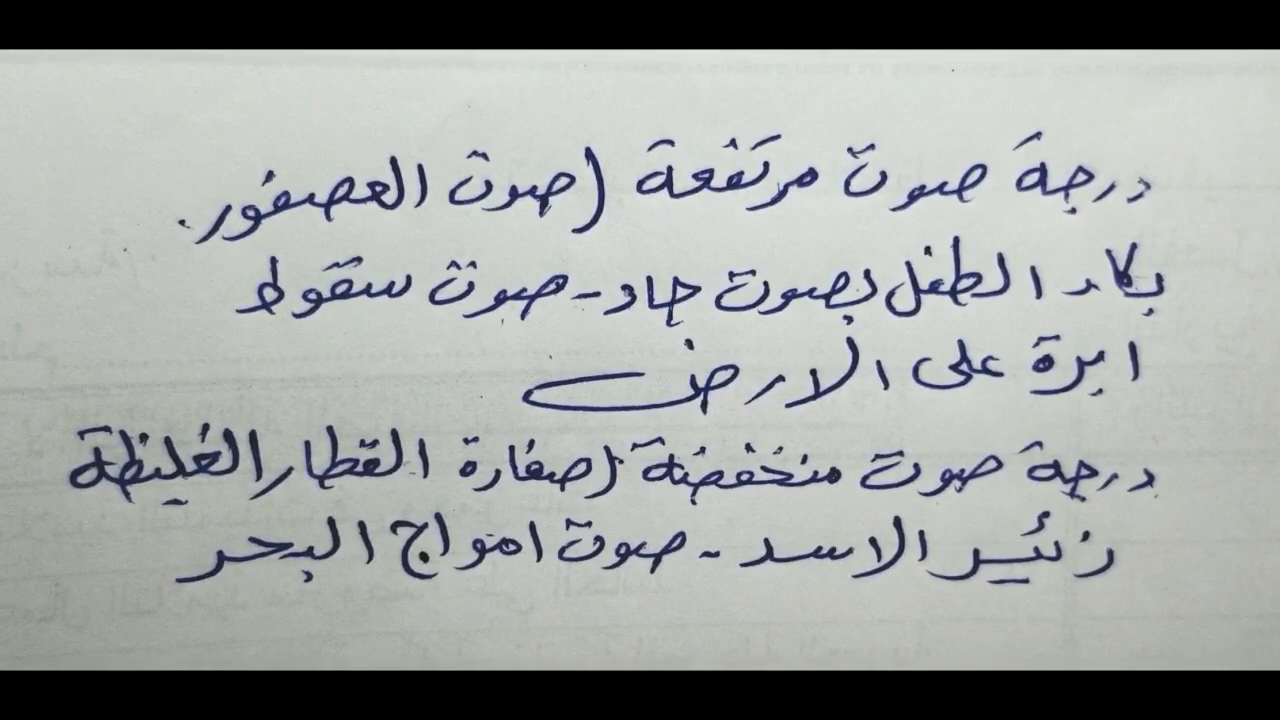 درجة صوت مرتفعة (صوت العصفور.
بكاء الطفل بصوت حاد - صوت سقوط
ابرة على الارض
درجة صوت منخفضة (صفارة القطار الغليظة
زئير الاسد - صوت امواج البحر